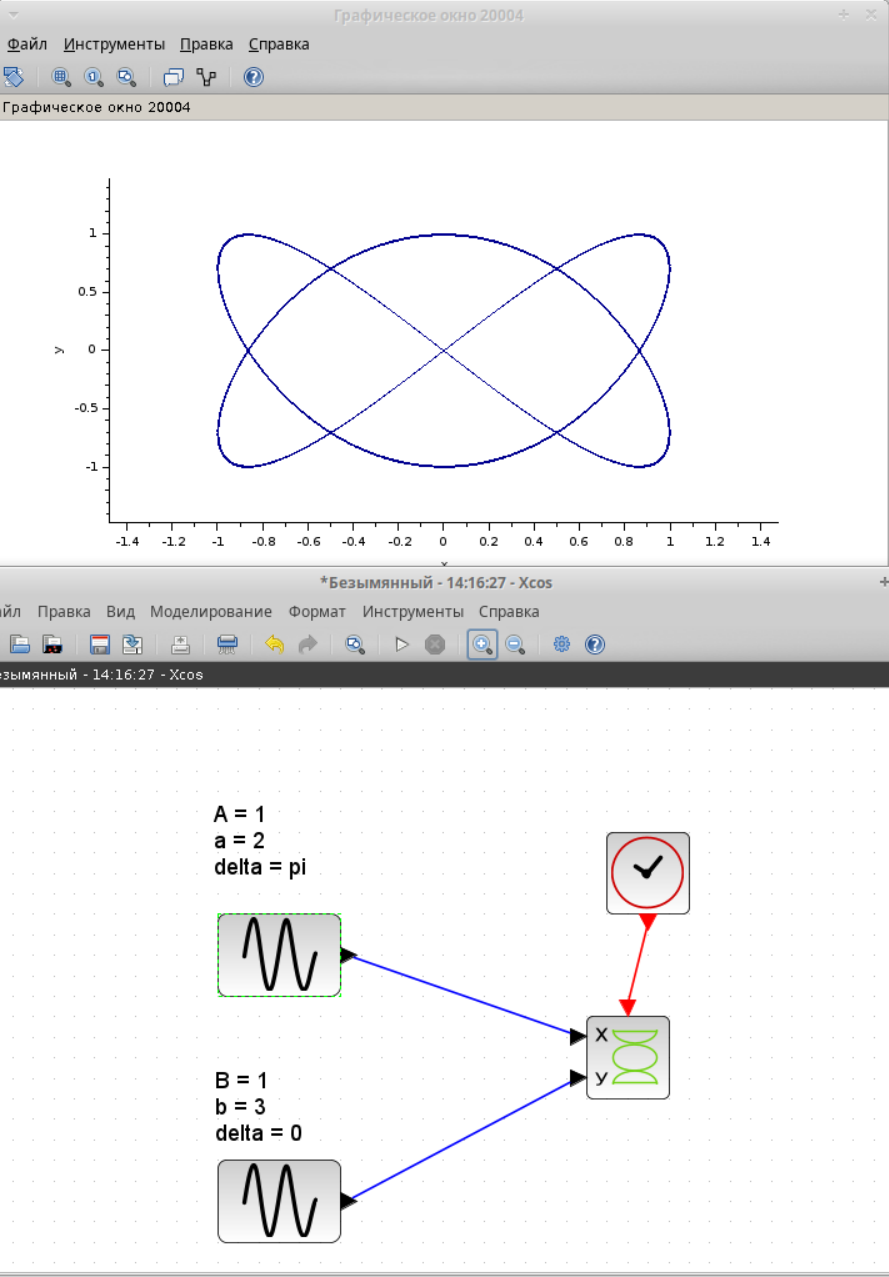 Графическое окно 20004
Файл Инструменты Правка Справка
Графическое окно 20004
1
0.5
0
-0.5
-1
y
-1.4 -1.2 -1 -0.8 -0.6 -0.4 -0.2 0 0.2 0.4 0.6 0.8 1 1.2 1.4
*Безымянный - 14:16:27 - Xcos
йл Правка Вид Моделирование Формат Инструменты Справка
езымянный - 14:16:27 - Xcos
A = 1
a = 2
delta = pi
X
y
B = 1
b = 3
delta = 0